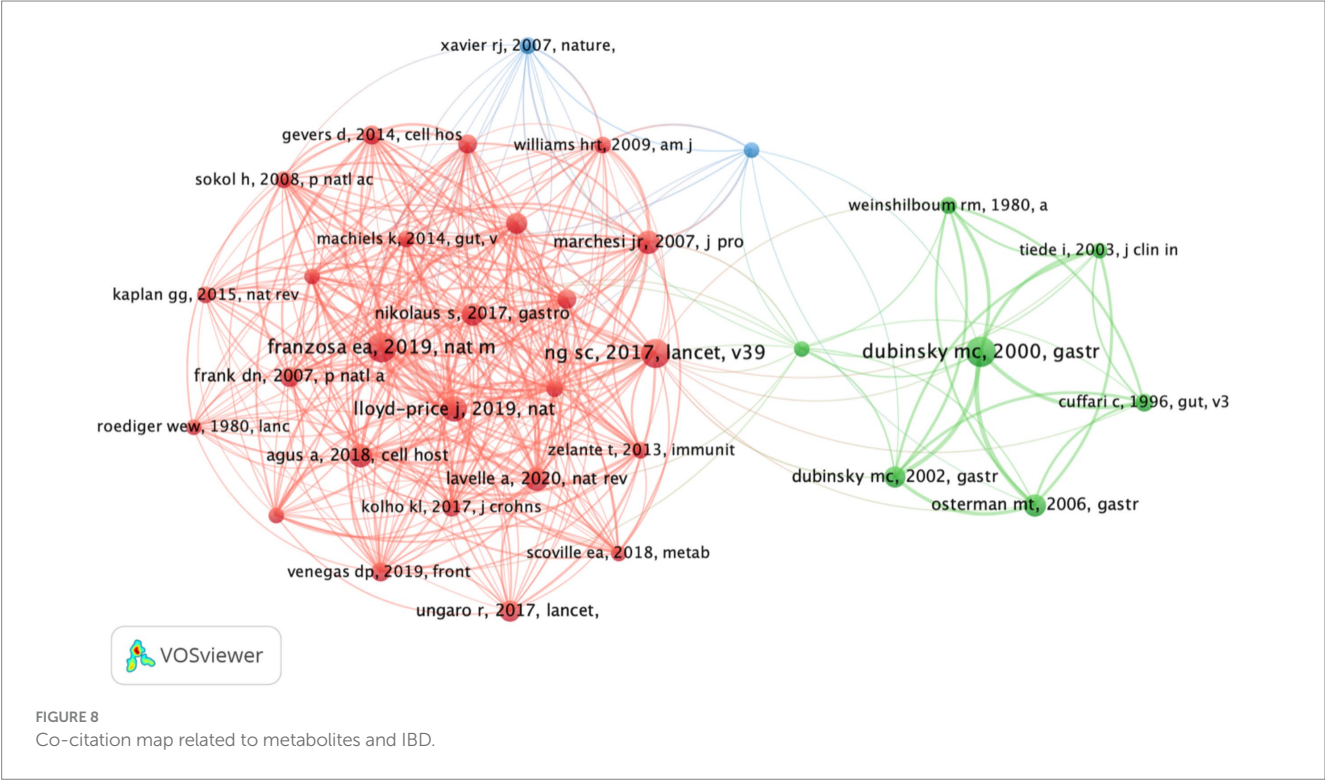 xavier rj, 2007, nature,
gevers d, 2014, cell hos
williams hrt, 2009, am j
sokol h, 2008, p natl ac
weinshilboum rm, 1980, a
machiels k, 2014, gut, v
marchesi jr, 2007, j pro
tiede i, 2003, j clin in
kaplan gg, 2015, nat rev
nikolaus s, 2017, gastro
franzosa ea, 2019, nat m
ng sc, 2017, lancet, v39
dubinsky mc, 2000, gastr
frank dn, 2007, p natl a
cuffari c, 1996, gut, v3
lloyd-price j, 2019, nat
roediger wew, 1980, lanc
agus a, 2018, cell host
zelante t, 2013, immunit
lavelle a, 2020, nat rev
dubinsky mc, 2002, gastr
kolho kl, 2017, j crohns
osterman mt, 2006, gastr
scoville ea, 2018, metab
venegas dp, 2019, front
ungaro r, 2017, lancet,
VOSviewer
FIGURE 8
Co-citation map related to metabolites and IBD.